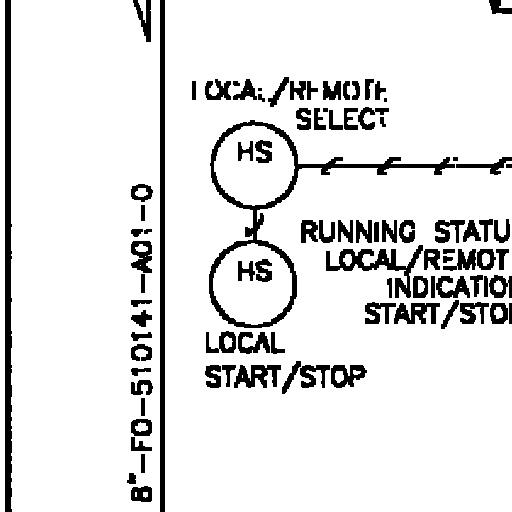 LOCAL/REMOTE
SELECT
HS
RUNNING STATU
LOCAL/REMOT
INDICATIO
START/STO
HS
LOCAL
START/STOP
8"-FO-510141-A01-0